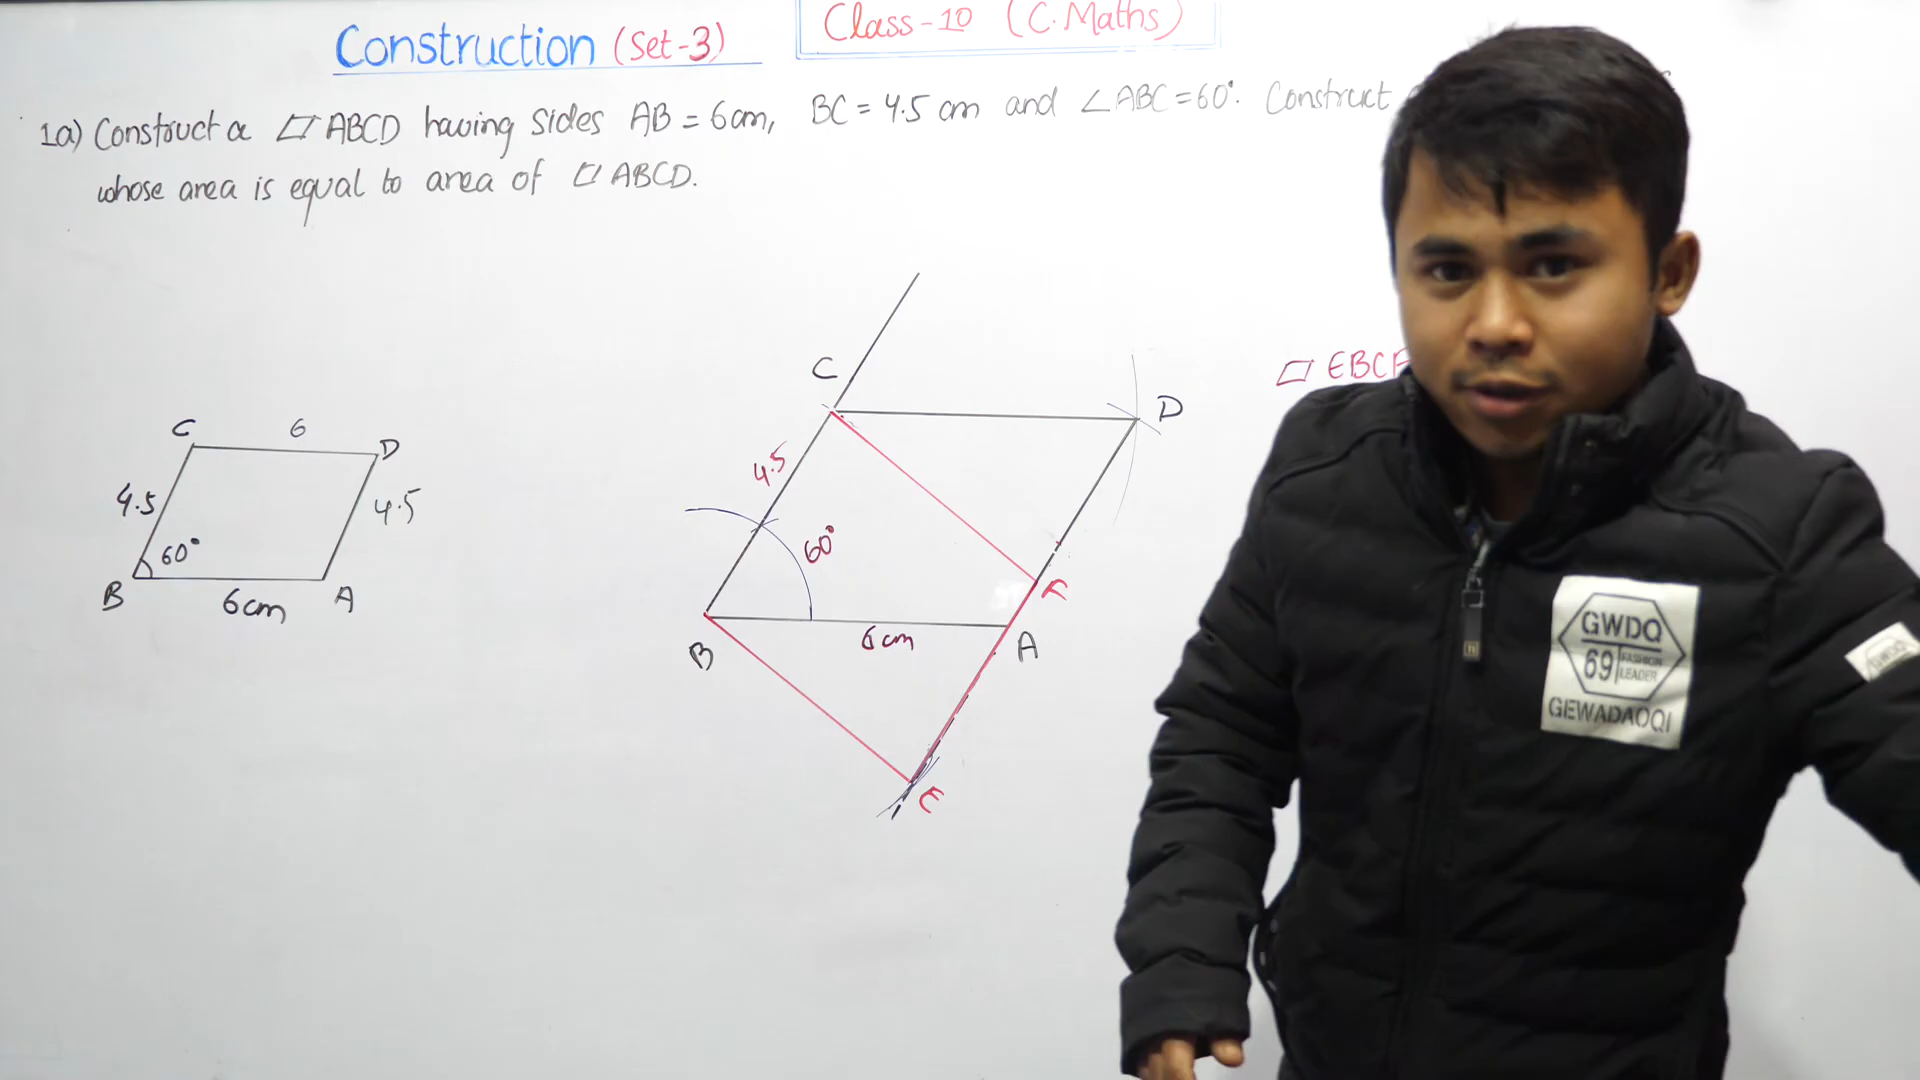 Construction (Set-3)
Class-10 (C.Maths)
1a) Construct a ▱ ABCD having sides AB = 6cm, BC = 4.5 cm and ∠ABC=60°. Construct
whose area is equal to area of ▱ ABCD.
C 6 D
4.5 4.5
60°
B 6cm A
C D
4.5
60°
6cm
B A
F
E
▱ EBCF
GWDQ
69 FASHION
LEADER
GEWADAOQI
GWDQ